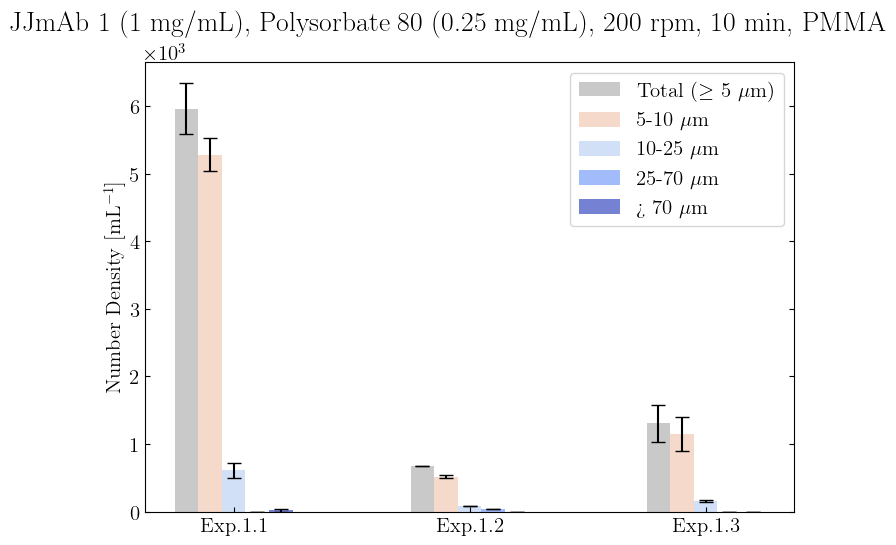 JJmAb 1 (1 mg/mL), Polysorbate 80 (0.25 mg/mL), 200 rpm, 10 min, PMMA
×10³
Number Density [mL⁻¹]
6
5
4
3
2
1
0
Total (≥ 5 μm)
5-10 μm
10-25 μm
25-70 μm
¿ 70 μm
Exp.1.1
Exp.1.2
Exp.1.3